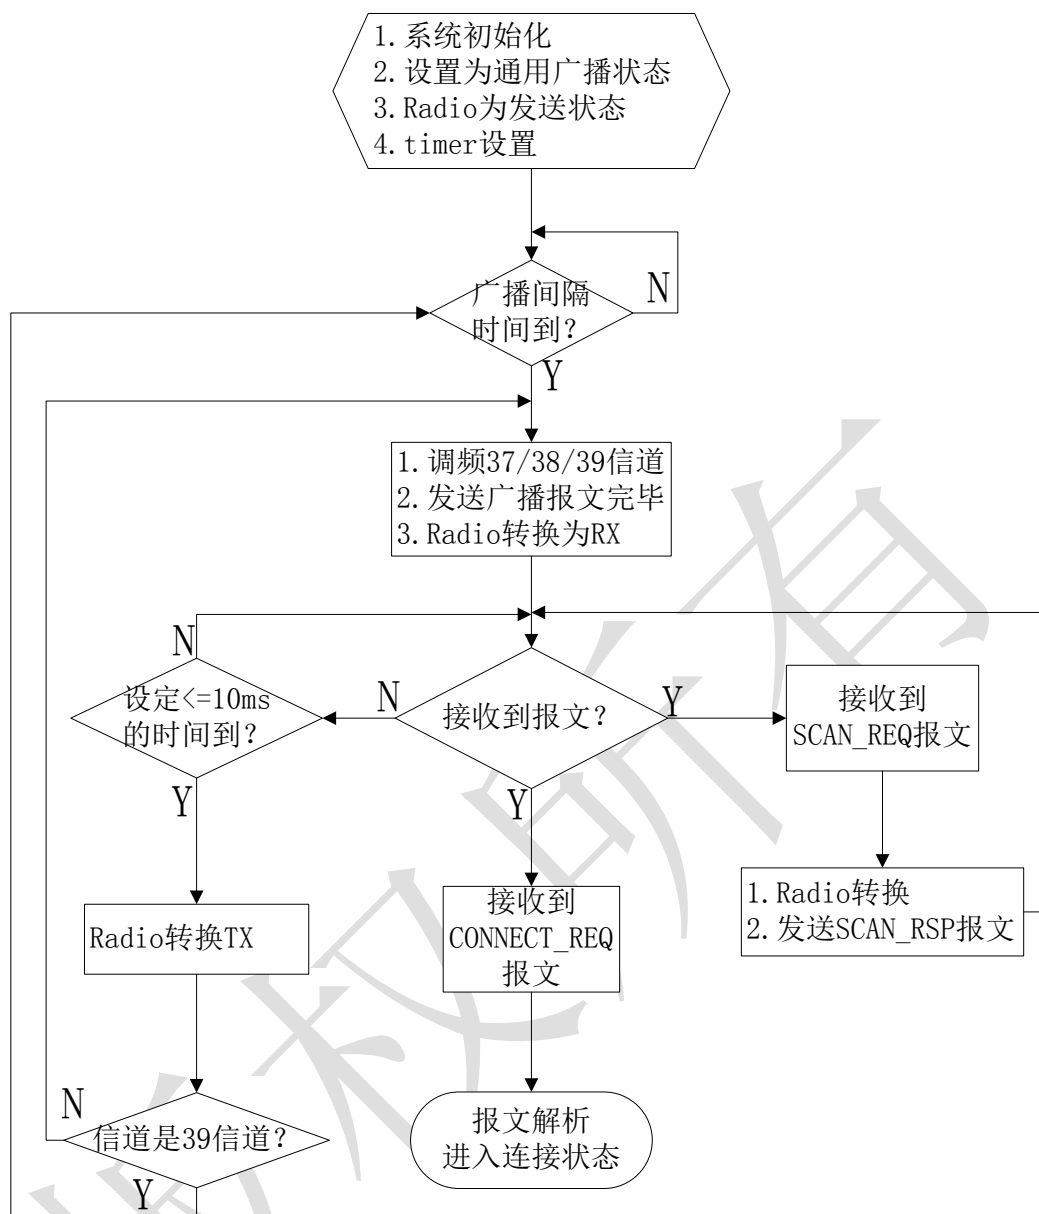 1.系统初始化
2.设置为通用广播状态
3.Radio为发送状态
4.timer设置
广播间隔
时间到?
N
Y
1.调频37/38/39信道
2.发送广播报文完毕
3.Radio转换为RX
N
设定<=10ms
的时间到?
N
接收到报文?
Y
接收到
SCAN_REQ报文
Y
Y
Radio转换TX
接收到
CONNECT_REQ
报文
1.Radio转换
2.发送SCAN_RSP报文
N
信道是39信道?
Y
报文解析
进入连接状态
版权所有